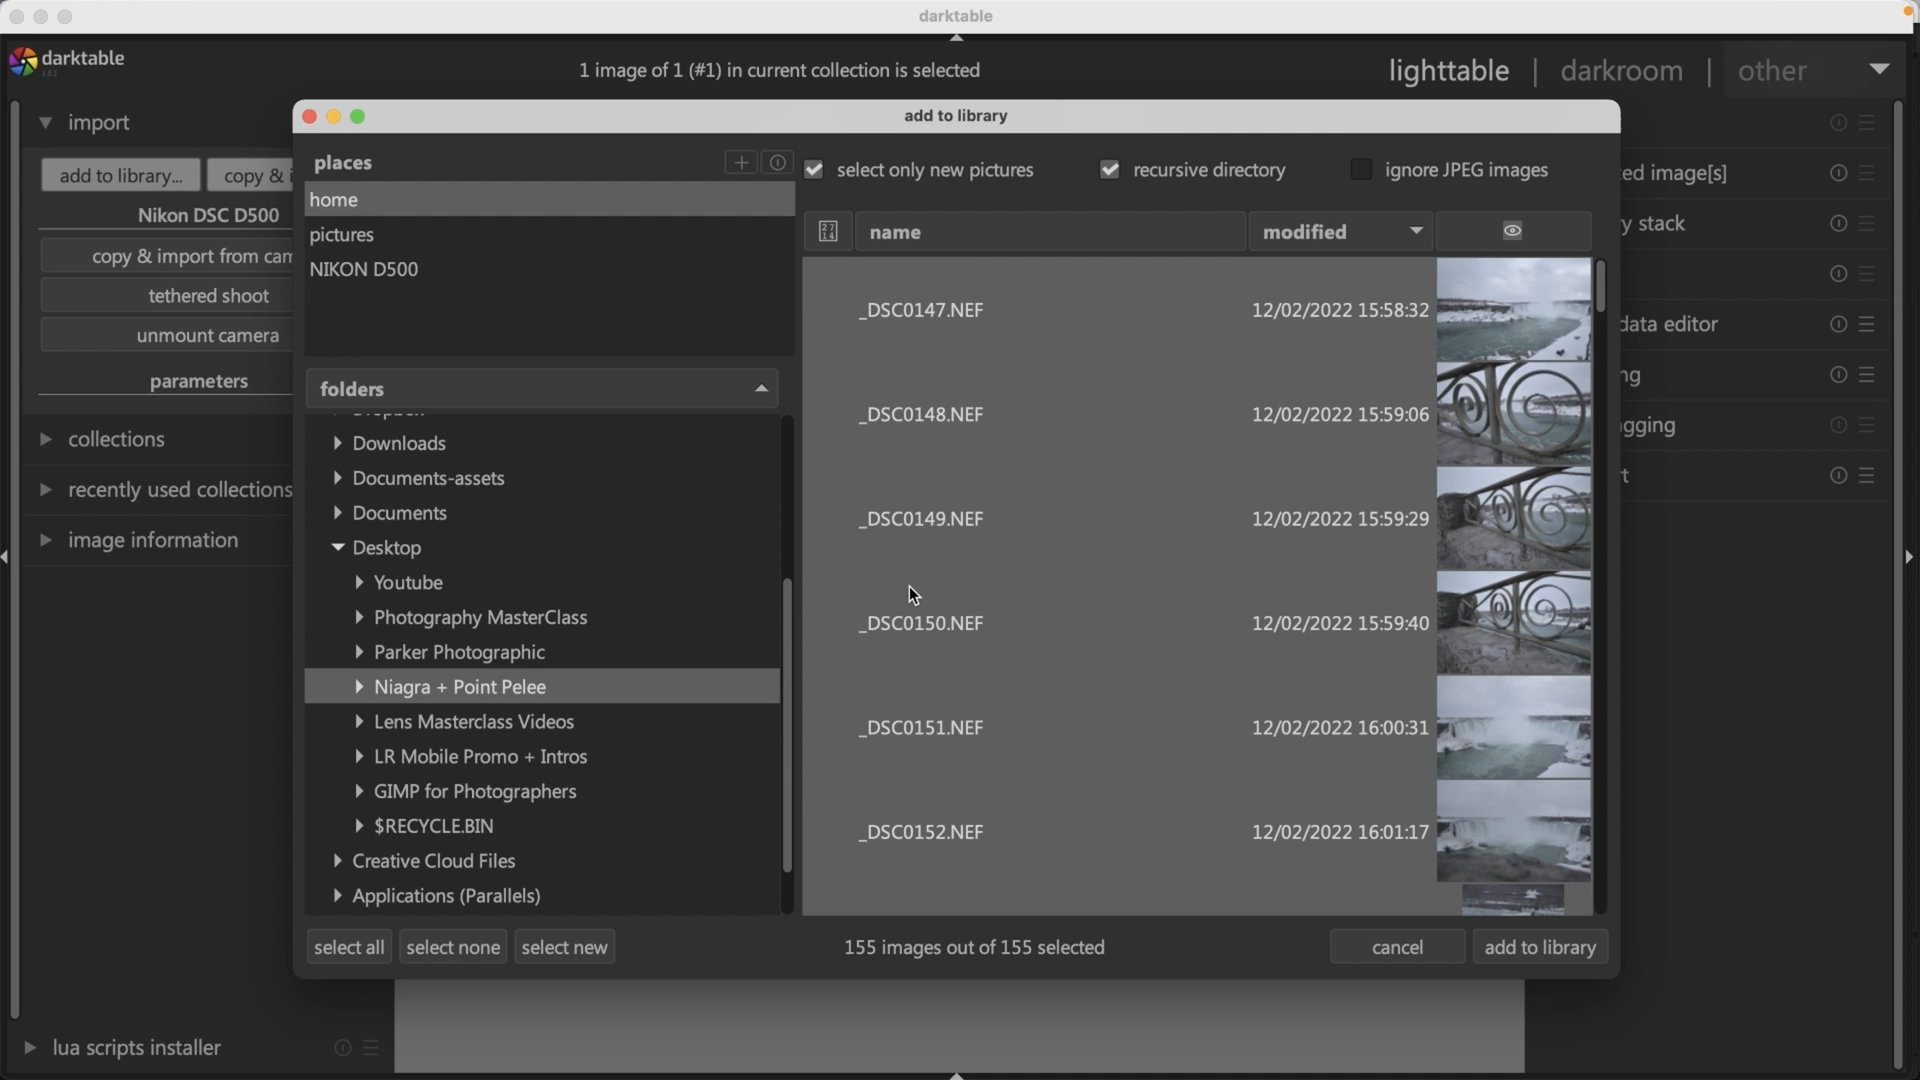 darktable
darktable
1 image of 1 (#1) in current collection is selected
lighttable | darkroom | other
import
add to library...
copy & i
Nikon DSC D500
copy & import from cam
tethered shoot
unmount camera
parameters
collections
recently used collections
image information
lua scripts installer
add to library
places
home
pictures
NIKON D500
folders
Downloads
Documents-assets
Documents
Desktop
Youtube
Photography MasterClass
Parker Photographic
Niagra + Point Pelee
Lens Masterclass Videos
LR Mobile Promo + Intros
GIMP for Photographers
$RECYCLE.BIN
Creative Cloud Files
Applications (Parallels)
select all
select none
select new
select only new pictures
recursive directory
ignore JPEG images
name
modified
_DSC0147.NEF 12/02/2022 15:58:32
_DSC0148.NEF 12/02/2022 15:59:06
_DSC0149.NEF 12/02/2022 15:59:29
_DSC0150.NEF 12/02/2022 15:59:40
_DSC0151.NEF 12/02/2022 16:00:31
_DSC0152.NEF 12/02/2022 16:01:17
155 images out of 155 selected
cancel
add to library
ed image[s]
y stack
data editor
ng
gging
t